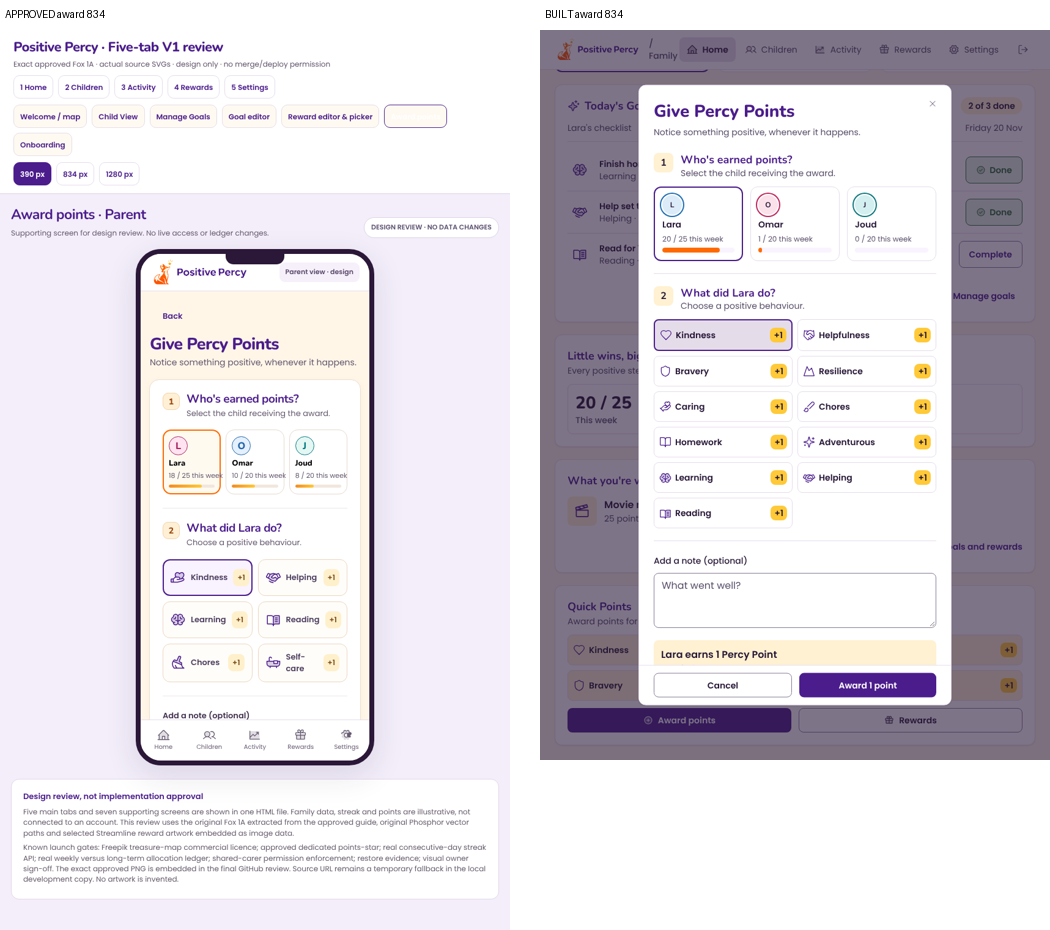 APPROVED award 834
Positive Percy · Five-tab V1 review
Exact approved Fox 1A · actual source SVGs · design only · no merge/deploy permission
1 Home
2 Children
3 Activity
4 Rewards
5 Settings
Welcome / map
Child View
Manage Goals
Goal editor
Reward editor & picker
Onboarding
390 px
834 px
1280 px
Award points · Parent
Supporting screen for design review. No live access or ledger changes.
DESIGN REVIEW · NO DATA CHANGES
Positive Percy
Parent view · design
Back
Give Percy Points
Notice something positive, whenever it happens.
1
Who's earned points?
Select the child receiving the award.
L
Lara
18 / 25 this week
O
Omar
10 / 20 this week
J
Joud
8 / 20 this week
2
What did Lara do?
Choose a positive behaviour.
Kindness +1
Helping +1
Learning +1
Reading +1
Chores +1
Self-
care
+1
Add a note (optional)
Home
Children
Activity
Rewards
Settings
Design review, not implementation approval
Five main tabs and seven supporting screens are shown in one HTML file. Family data, streak and points are illustrative, not
connected to an account. This review uses the original Fox 1A extracted from the approved guide, original Phosphor vector
paths and selected Streamline reward artwork embedded as image data.
Known launch gates: Freepik treasure-map commercial licence; approved dedicated points-star; real consecutive-day streak
API; real weekly versus long-term allocation ledger; shared-carer permission enforcement; restore evidence; visual owner
sign-off. The exact approved PNG is embedded in the final GitHub review. Source URL remains a temporary fallback in the local
development copy. No artwork is invented.
BUILT award 834
Positive Percy
/
Family
Home
Children
Activity
Rewards
Settings
Today's Go
2 of 3 done
Lara's checklist
Friday 20 Nov
Finish ho
Learning
Done
Help set t
Helping ·
Done
Read for
Reading
Complete
Manage goals
Little wins, big
Every positive ste
20 / 25
This week
What you're w
Movie n
25 point
als and rewards
Quick Points
Award points for
Kindness
+1
Bravery
+1
Award points
Rewards
Give Percy Points
×
Notice something positive, whenever it happens.
1
Who's earned points?
Select the child receiving the award.
L
Lara
20 / 25 this week
O
Omar
1 / 20 this week
J
Joud
0 / 20 this week
2
What did Lara do?
Choose a positive behaviour.
Kindness +1
Helpfulness +1
Bravery +1
Resilience +1
Caring +1
Chores +1
Homework +1
Adventurous +1
Learning +1
Helping +1
Reading +1
Add a note (optional)
What went well?
Lara earns 1 Percy Point
Cancel
Award 1 point